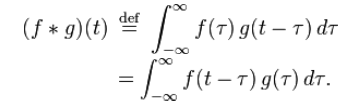 (f ∗ g)(t) ≝ ∫_{−∞}^{∞} f(τ) g(t − τ) dτ
= ∫_{−∞}^{∞} f(t − τ) g(τ) dτ.